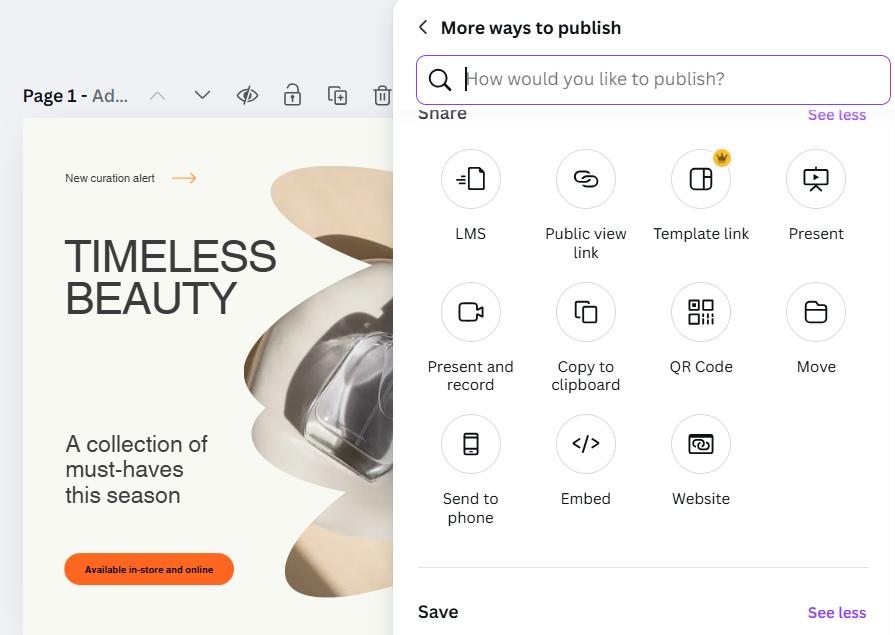 More ways to publish
How would you like to publish?
Page 1 - Ad...
Share
See less
New curation alert
TIMELESS
BEAUTY
A collection of
must-haves
this season
Available in-store and online
LMS
Public view
link
Template link
Present
Present and
record
Copy to
clipboard
QR Code
Move
Send to
phone
Embed
Website
Save
See less